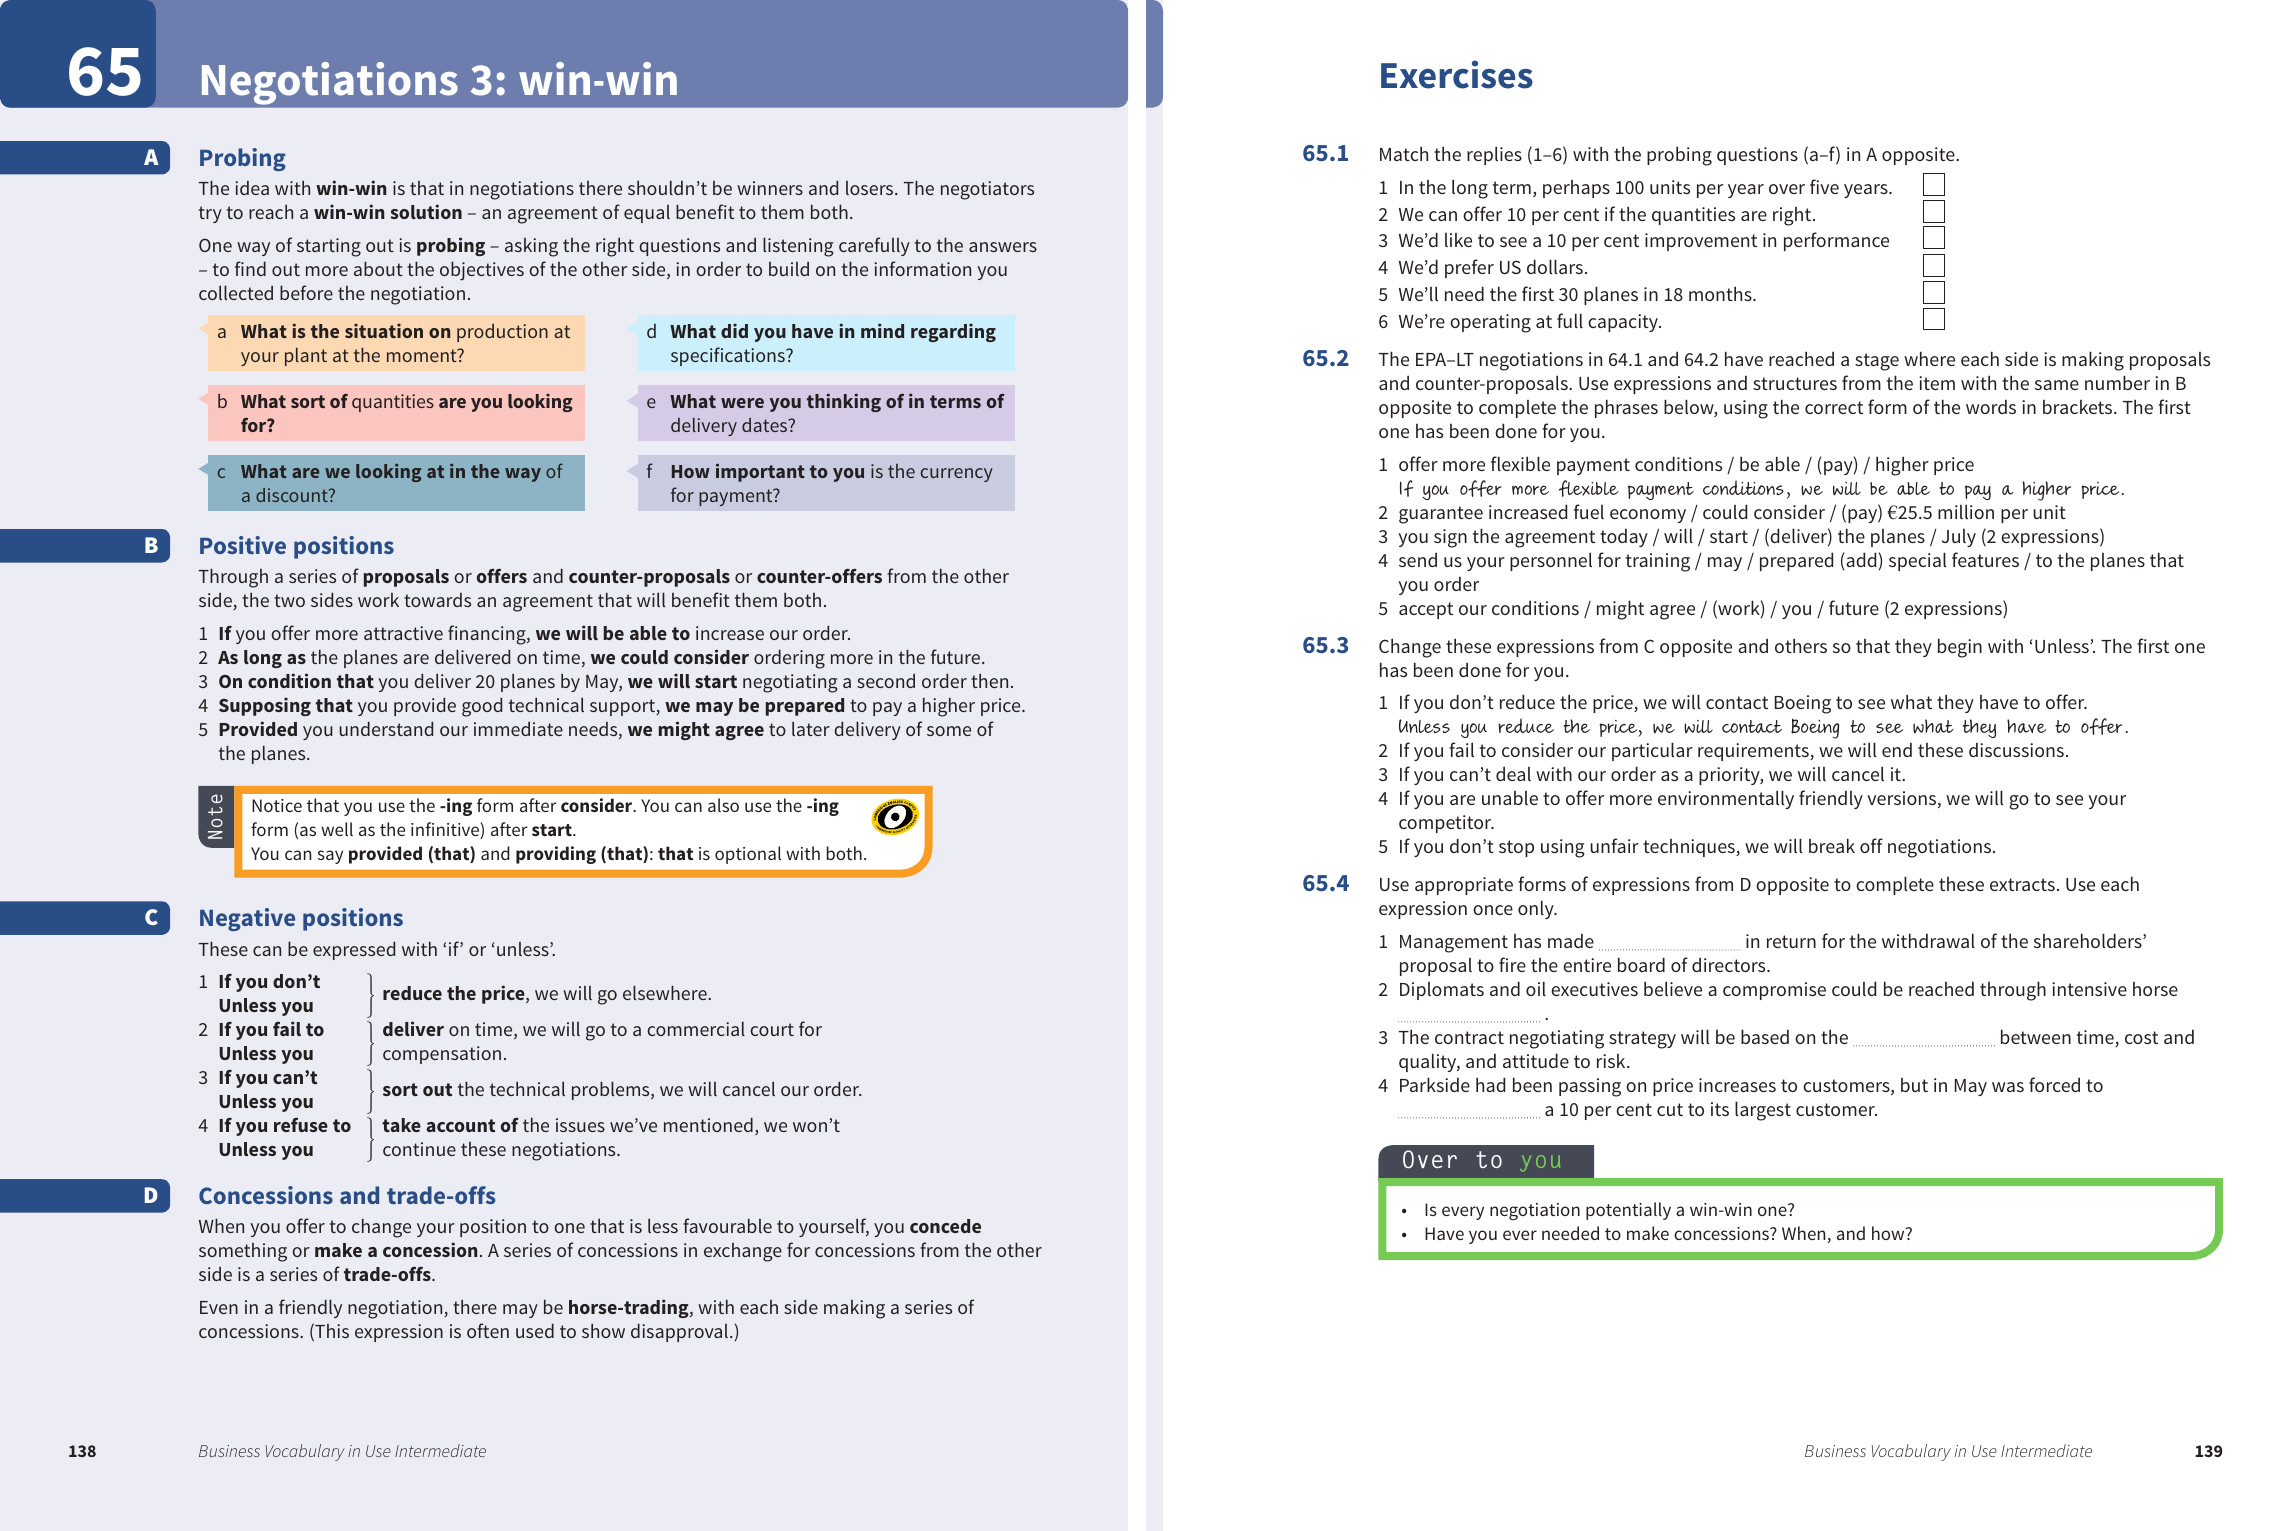 65
Negotiations 3: win-win
A
Probing
The idea with win-win is that in negotiations there shouldn't be winners and losers. The negotiators
try to reach a win-win solution – an agreement of equal benefit to them both.
One way of starting out is probing – asking the right questions and listening carefully to the answers
– to find out more about the objectives of the other side, in order to build on the information you
collected before the negotiation.
a What is the situation on production at
your plant at the moment?
b What sort of quantities are you looking
for?
c What are we looking at in the way of
a discount?
d What did you have in mind regarding
specifications?
e What were you thinking of in terms of
delivery dates?
f How important to you is the currency
for payment?
B
Positive positions
Through a series of proposals or offers and counter-proposals or counter-offers from the other
side, the two sides work towards an agreement that will benefit them both.
1 If you offer more attractive financing, we will be able to increase our order.
2 As long as the planes are delivered on time, we could consider ordering more in the future.
3 On condition that you deliver 20 planes by May, we will start negotiating a second order then.
4 Supposing that you provide good technical support, we may be prepared to pay a higher price.
5 Provided you understand our immediate needs, we might agree to later delivery of some of
the planes.
Note
Notice that you use the -ing form after consider. You can also use the -ing
form (as well as the infinitive) after start.
You can say provided (that) and providing (that): that is optional with both.
C
Negative positions
These can be expressed with 'if' or 'unless'.
1 If you don't
Unless you
reduce the price, we will go elsewhere.
2 If you fail to
Unless you
deliver on time, we will go to a commercial court for
compensation.
3 If you can't
Unless you
sort out the technical problems, we will cancel our order.
4 If you refuse to
Unless you
take account of the issues we've mentioned, we won't
continue these negotiations.
D
Concessions and trade-offs
When you offer to change your position to one that is less favourable to yourself, you concede
something or make a concession. A series of concessions in exchange for concessions from the other
side is a series of trade-offs.
Even in a friendly negotiation, there may be horse-trading, with each side making a series of
concessions. (This expression is often used to show disapproval.)
138
Business Vocabulary in Use Intermediate
Exercises
65.1 Match the replies (1–6) with the probing questions (a–f) in A opposite.
1 In the long term, perhaps 100 units per year over five years.
2 We can offer 10 per cent if the quantities are right.
3 We'd like to see a 10 per cent improvement in performance
4 We'd prefer US dollars.
5 We'll need the first 30 planes in 18 months.
6 We're operating at full capacity.
65.2 The EPA–LT negotiations in 64.1 and 64.2 have reached a stage where each side is making proposals
and counter-proposals. Use expressions and structures from the item with the same number in B
opposite to complete the phrases below, using the correct form of the words in brackets. The first
one has been done for you.
1 offer more flexible payment conditions / be able / (pay) / higher price
If you offer more flexible payment conditions, we will be able to pay a higher price.
2 guarantee increased fuel economy / could consider / (pay) €25.5 million per unit
3 you sign the agreement today / will / start / (deliver) the planes / July (2 expressions)
4 send us your personnel for training / may / prepared (add) special features / to the planes that
you order
5 accept our conditions / might agree / (work) / you / future (2 expressions)
65.3 Change these expressions from C opposite and others so that they begin with 'Unless'. The first one
has been done for you.
1 If you don't reduce the price, we will contact Boeing to see what they have to offer.
Unless you reduce the price, we will contact Boeing to see what they have to offer.
2 If you fail to consider our particular requirements, we will end these discussions.
3 If you can't deal with our order as a priority, we will cancel it.
4 If you are unable to offer more environmentally friendly versions, we will go to see your
competitor.
5 If you don't stop using unfair techniques, we will break off negotiations.
65.4 Use appropriate forms of expressions from D opposite to complete these extracts. Use each
expression once only.
1 Management has made in return for the withdrawal of the shareholders'
proposal to fire the entire board of directors.
2 Diplomats and oil executives believe a compromise could be reached through intensive horse
.
3 The contract negotiating strategy will be based on the between time, cost and
quality, and attitude to risk.
4 Parkside had been passing on price increases to customers, but in May was forced to
a 10 per cent cut to its largest customer.
Over to you
• Is every negotiation potentially a win-win one?
• Have you ever needed to make concessions? When, and how?
Business Vocabulary in Use Intermediate
139